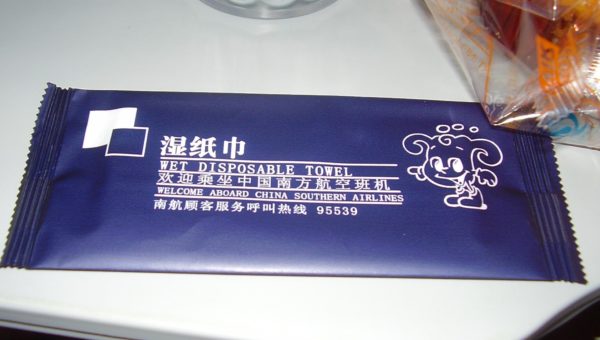 湿纸巾
WET DISPOSABLE TOWEL
欢迎乘坐中国南方航空班机
WELCOME ABOARD CHINA SOUTHERN AIRLINES
南航顾客服务呼叫热线 95539